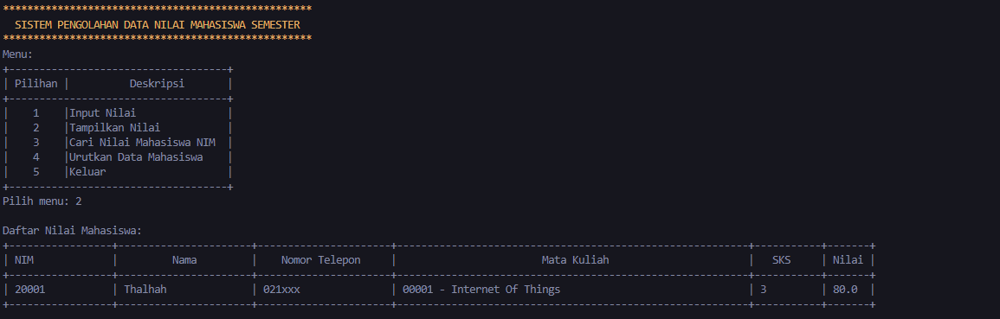 ***************************************************
  SISTEM PENGOLAHAN DATA NILAI MAHASISWA SEMESTER
***************************************************
Menu:
+------------------------------------+
| Pilihan |          Deskripsi       |
+------------------------------------+
|    1    |Input Nilai               |
|    2    |Tampilkan Nilai           |
|    3    |Cari Nilai Mahasiswa NIM  |
|    4    |Urutkan Data Mahasiswa    |
|    5    |Keluar                    |
+------------------------------------+
Pilih menu: 2

Daftar Nilai Mahasiswa:
+-----------------+----------------------+----------------------+----------------------------------------------------------+-----------+-------+
| NIM             |         Nama         |    Nomor Telepon     |                        Mata Kuliah                       |   SKS     | Nilai |
+-----------------+----------------------+----------------------+----------------------------------------------------------+-----------+-------+
| 20001           | Thalhah              | 021xxx               | 00001 - Internet Of Things                               | 3         | 80.0  |
+-----------------+----------------------+----------------------+----------------------------------------------------------+-----------+-------+